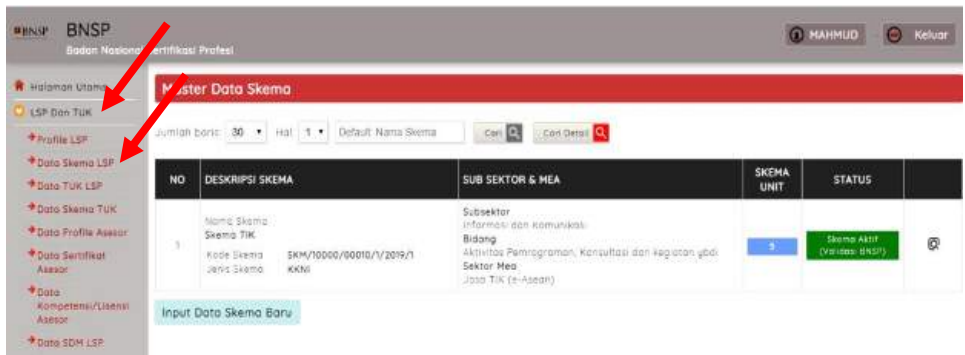 BNSP
BNSP
Badan Nasional Sertifikasi Profesi
MAHMUD
Keluar
Halaman Utama
LSP Dan TUK
Profile LSP
Data Skema LSP
Data TUK LSP
Data Skema TUK
Data Profile Asesor
Data Sertifikat
Asesor
Data
Kompetensi/Lisensi
Asesor
Data SDM LSP
Master Data Skema
Jumlah baris: 30 Hal: 1 Default: Nama Skema Cari Cari Detail
NO DESKRIPSI SKEMA SUB SEKTOR & MEA SKEMA UNIT STATUS
1
Nama Skema
Skema TIK
Kode Skema SKM/10000/00010/1/2019/1
Jenis Skema KKNI
Subsektor
Informasi dan Komunikasi
Bidang
Aktivitas Pemrograman, Konsultasi dan kegiatan ybdi
Sektor Mea
Jasa TIK (e-Asean)
Skema Aktif
(Validasi BNSP)
Input Data Skema Baru